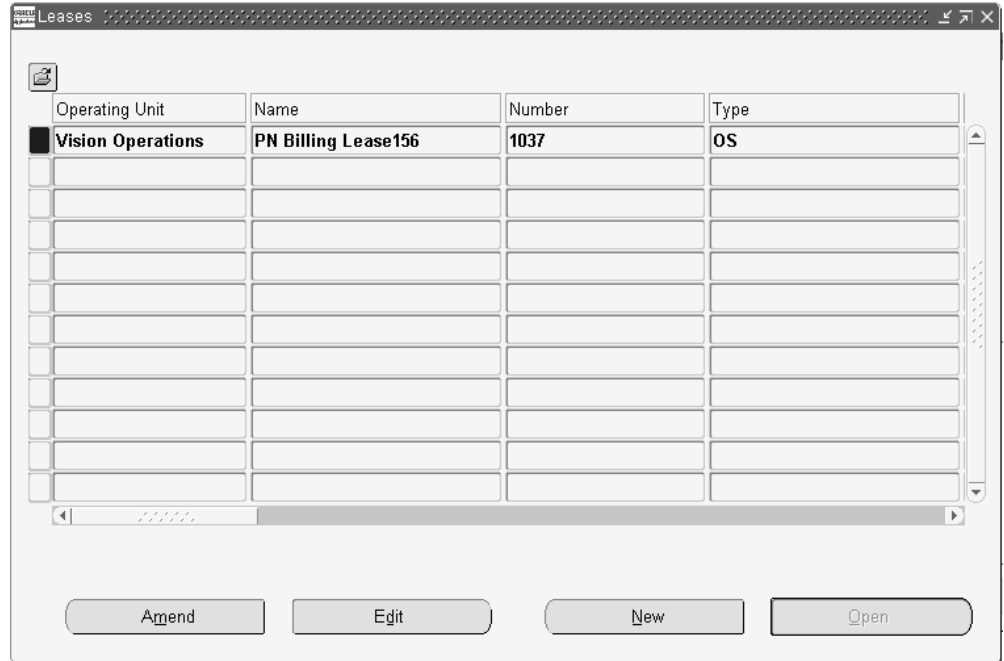 Leases
Operating Unit Name Number Type
Vision Operations PN Billing Lease156 1037 OS
Amend Edit New Open